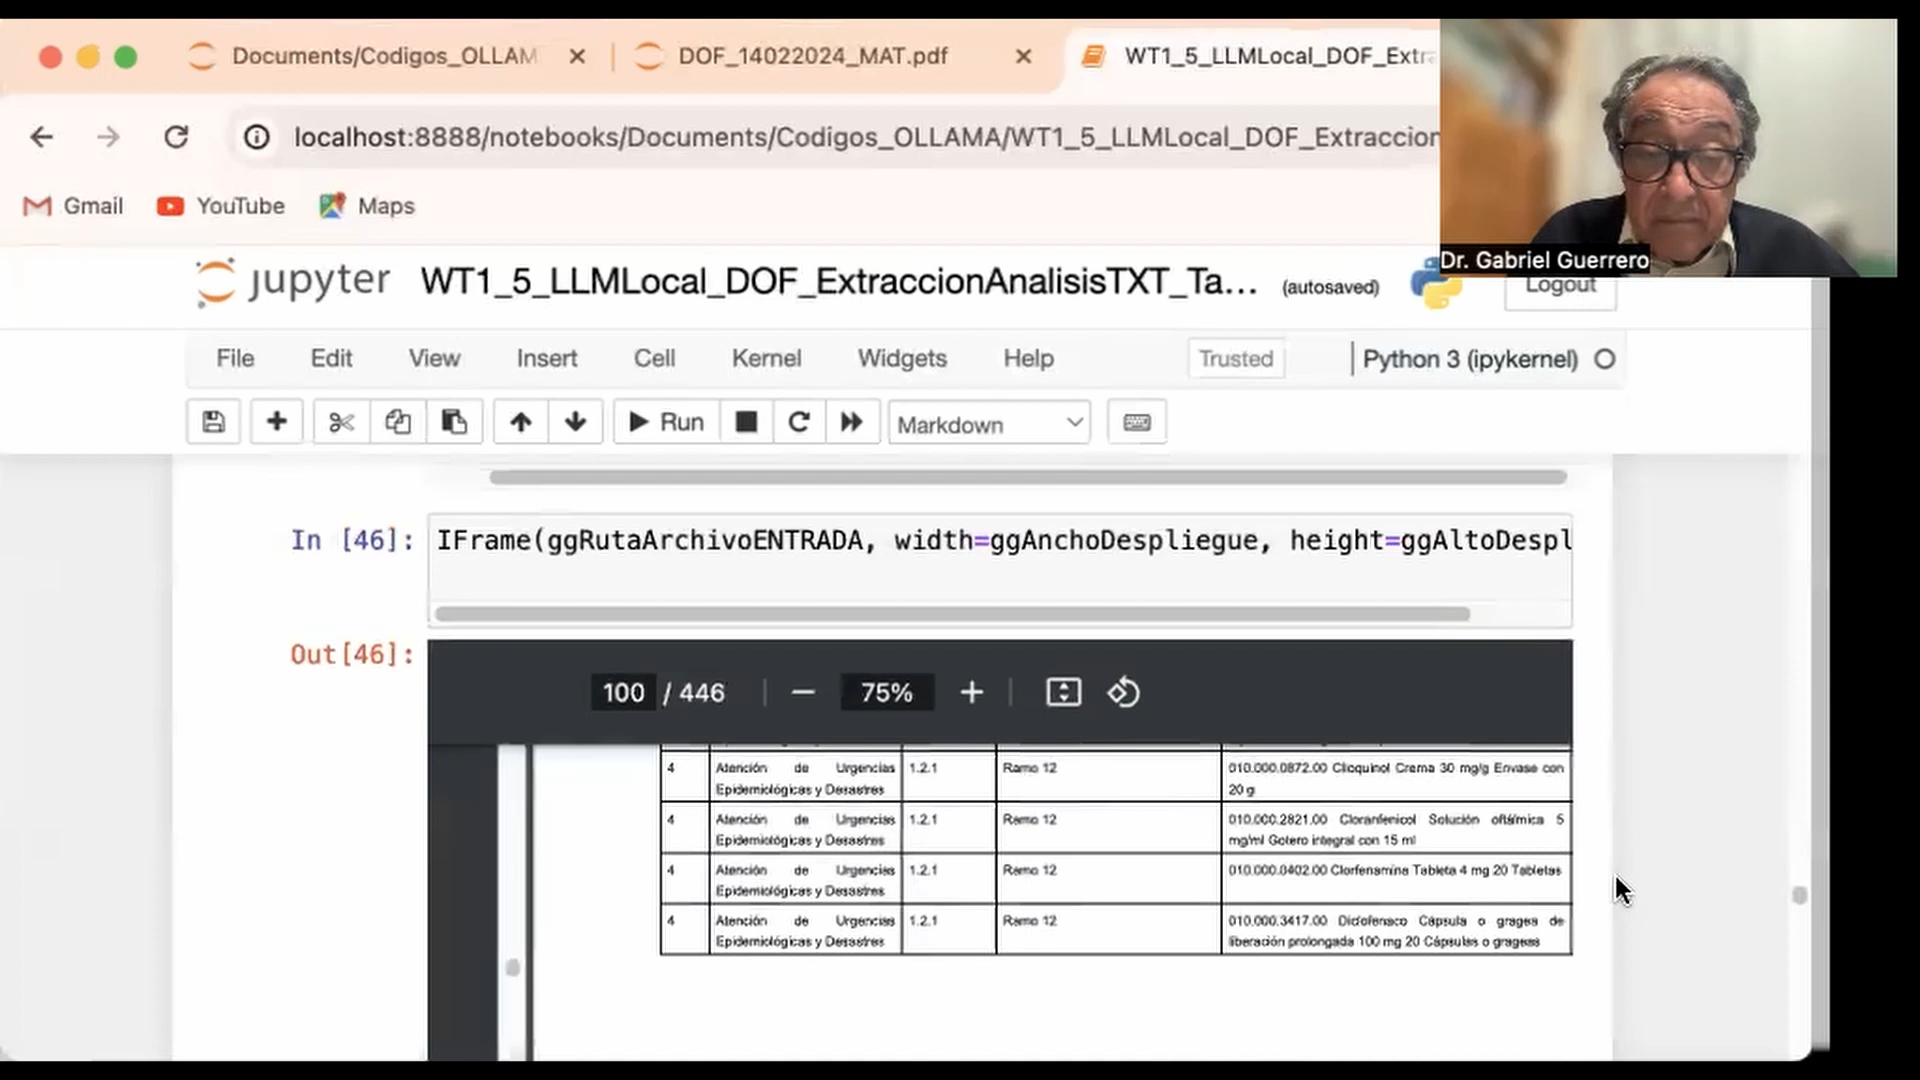 Documents/Codigos_OLLAM
DOF_14022024_MAT.pdf
WT1_5_LLMLocal_DOF_Extra
localhost:8888/notebooks/Documents/Codigos_OLLAMA/WT1_5_LLMLocal_DOF_Extraccion
Gmail
YouTube
Maps
Dr. Gabriel Guerrero
jupyter
WT1_5_LLMLocal_DOF_ExtraccionAnalisisTXT_Ta...
(autosaved)
Logout
File
Edit
View
Insert
Cell
Kernel
Widgets
Help
Trusted
Python 3 (ipykernel)
Run
Markdown
In [46]:
IFrame(ggRutaArchivoENTRADA, width=ggAnchoDespliegue, height=ggAltoDespl
Out[46]:
100 / 446
75%
4 Atención de Urgencias 1.2.1 Ramo 12 010.000.0872.00 Clioquinol Crema 30 mg/g Envase con
Epidemiológicas y Desastres 20 g
4 Atención de Urgencias 1.2.1 Ramo 12 010.000.2821.00 Cloranfenicol Solución oftálmica 5
Epidemiológicas y Desastres mg/ml Gotero integral con 15 ml
4 Atención de Urgencias 1.2.1 Ramo 12 010.000.0402.00 Clorfenamina Tableta 4 mg 20 Tabletas
Epidemiológicas y Desastres
4 Atención de Urgencias 1.2.1 Ramo 12 010.000.3417.00 Diclofenaco Cápsula o gragea de
Epidemiológicas y Desastres liberación prolongada 100 mg 20 Cápsulas o grageas